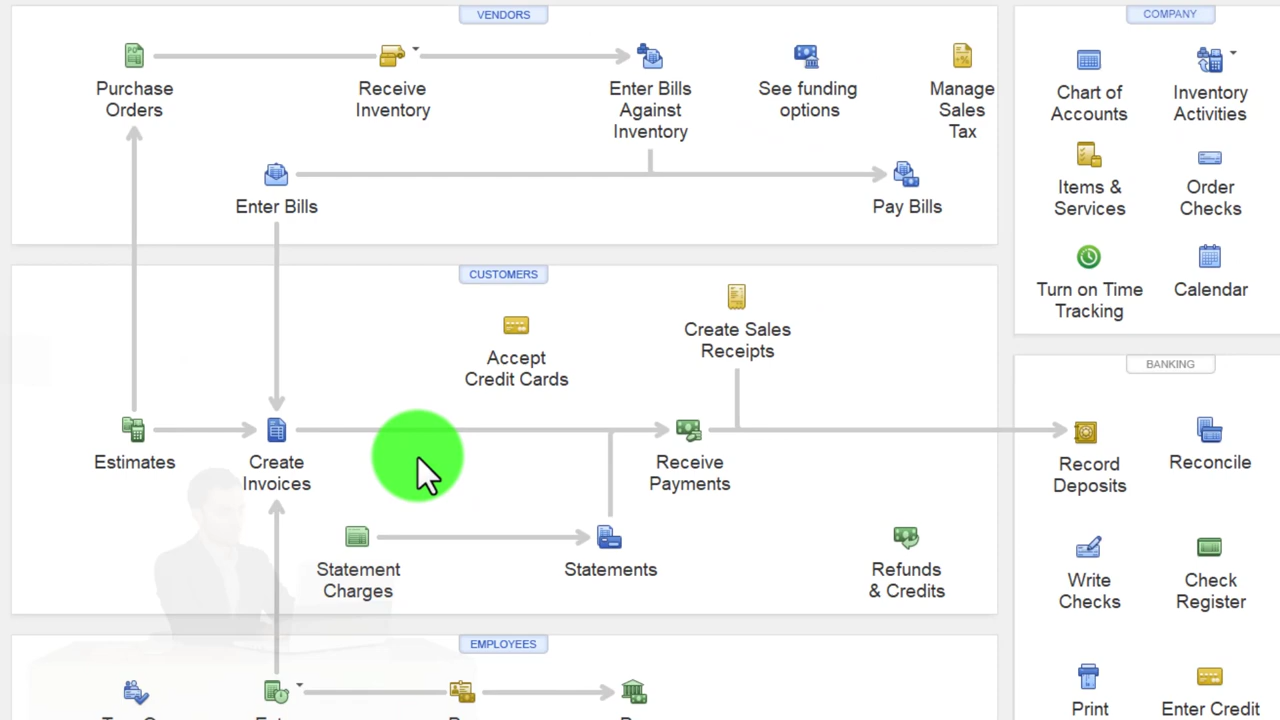 VENDORS
Purchase
Orders
Receive
Inventory
Enter Bills
Against
Inventory
See funding
options
Manage
Sales
Tax
Enter Bills
Pay Bills
CUSTOMERS
Create Sales
Receipts
Accept
Credit Cards
Estimates
Create
Invoices
Receive
Payments
Statement
Charges
Statements
Refunds
& Credits
EMPLOYEES
COMPANY
Chart of
Accounts
Inventory
Activities
Items &
Services
Order
Checks
Turn on Time
Tracking
Calendar
BANKING
Record
Deposits
Reconcile
Write
Checks
Check
Register
Print
Enter Credit